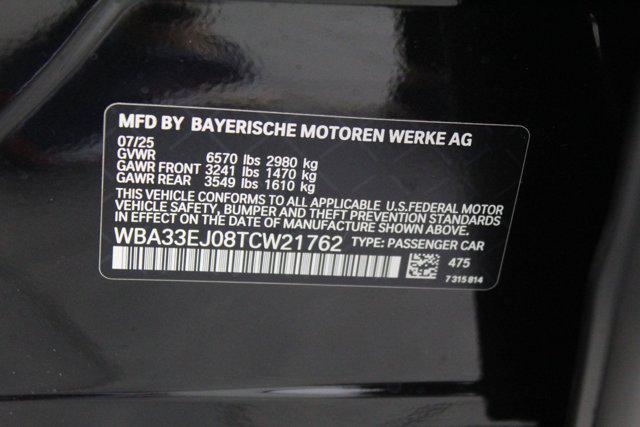 MFD BY BAYERISCHE MOTOREN WERKE AG
07/25
GVWR 6570 lbs 2980 kg
GAWR FRONT 3241 lbs 1470 kg
GAWR REAR 3549 lbs 1610 kg
THIS VEHICLE CONFORMS TO ALL APPLICABLE U.S.FEDERAL MOTOR
VEHICLE SAFETY, BUMPER, AND THEFT PREVENTION STANDARDS
IN EFFECT ON THE DATE OF MANUFACTURE SHOWN ABOVE.
WBA33EJ08TCW21762 TYPE: PASSENGER CAR
475
7 315 814